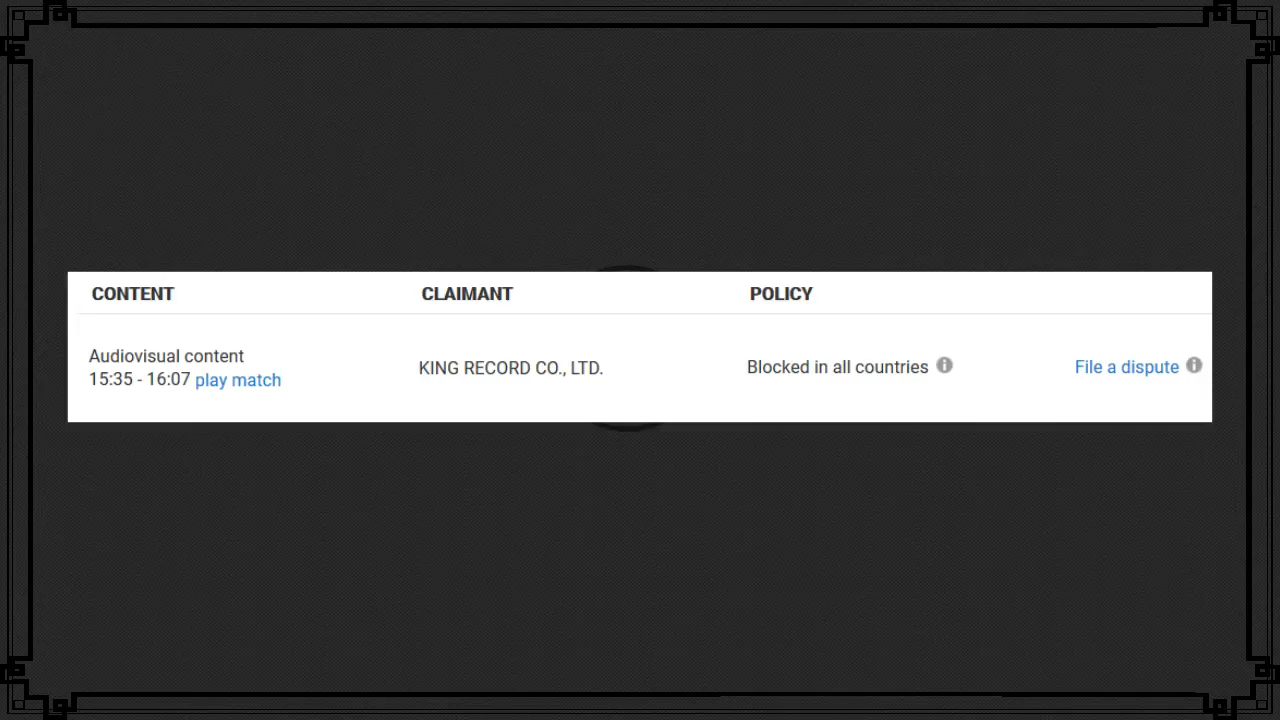 CONTENT CLAIMANT POLICY
Audiovisual content
15:35 - 16:07 play match KING RECORD CO., LTD. Blocked in all countries File a dispute